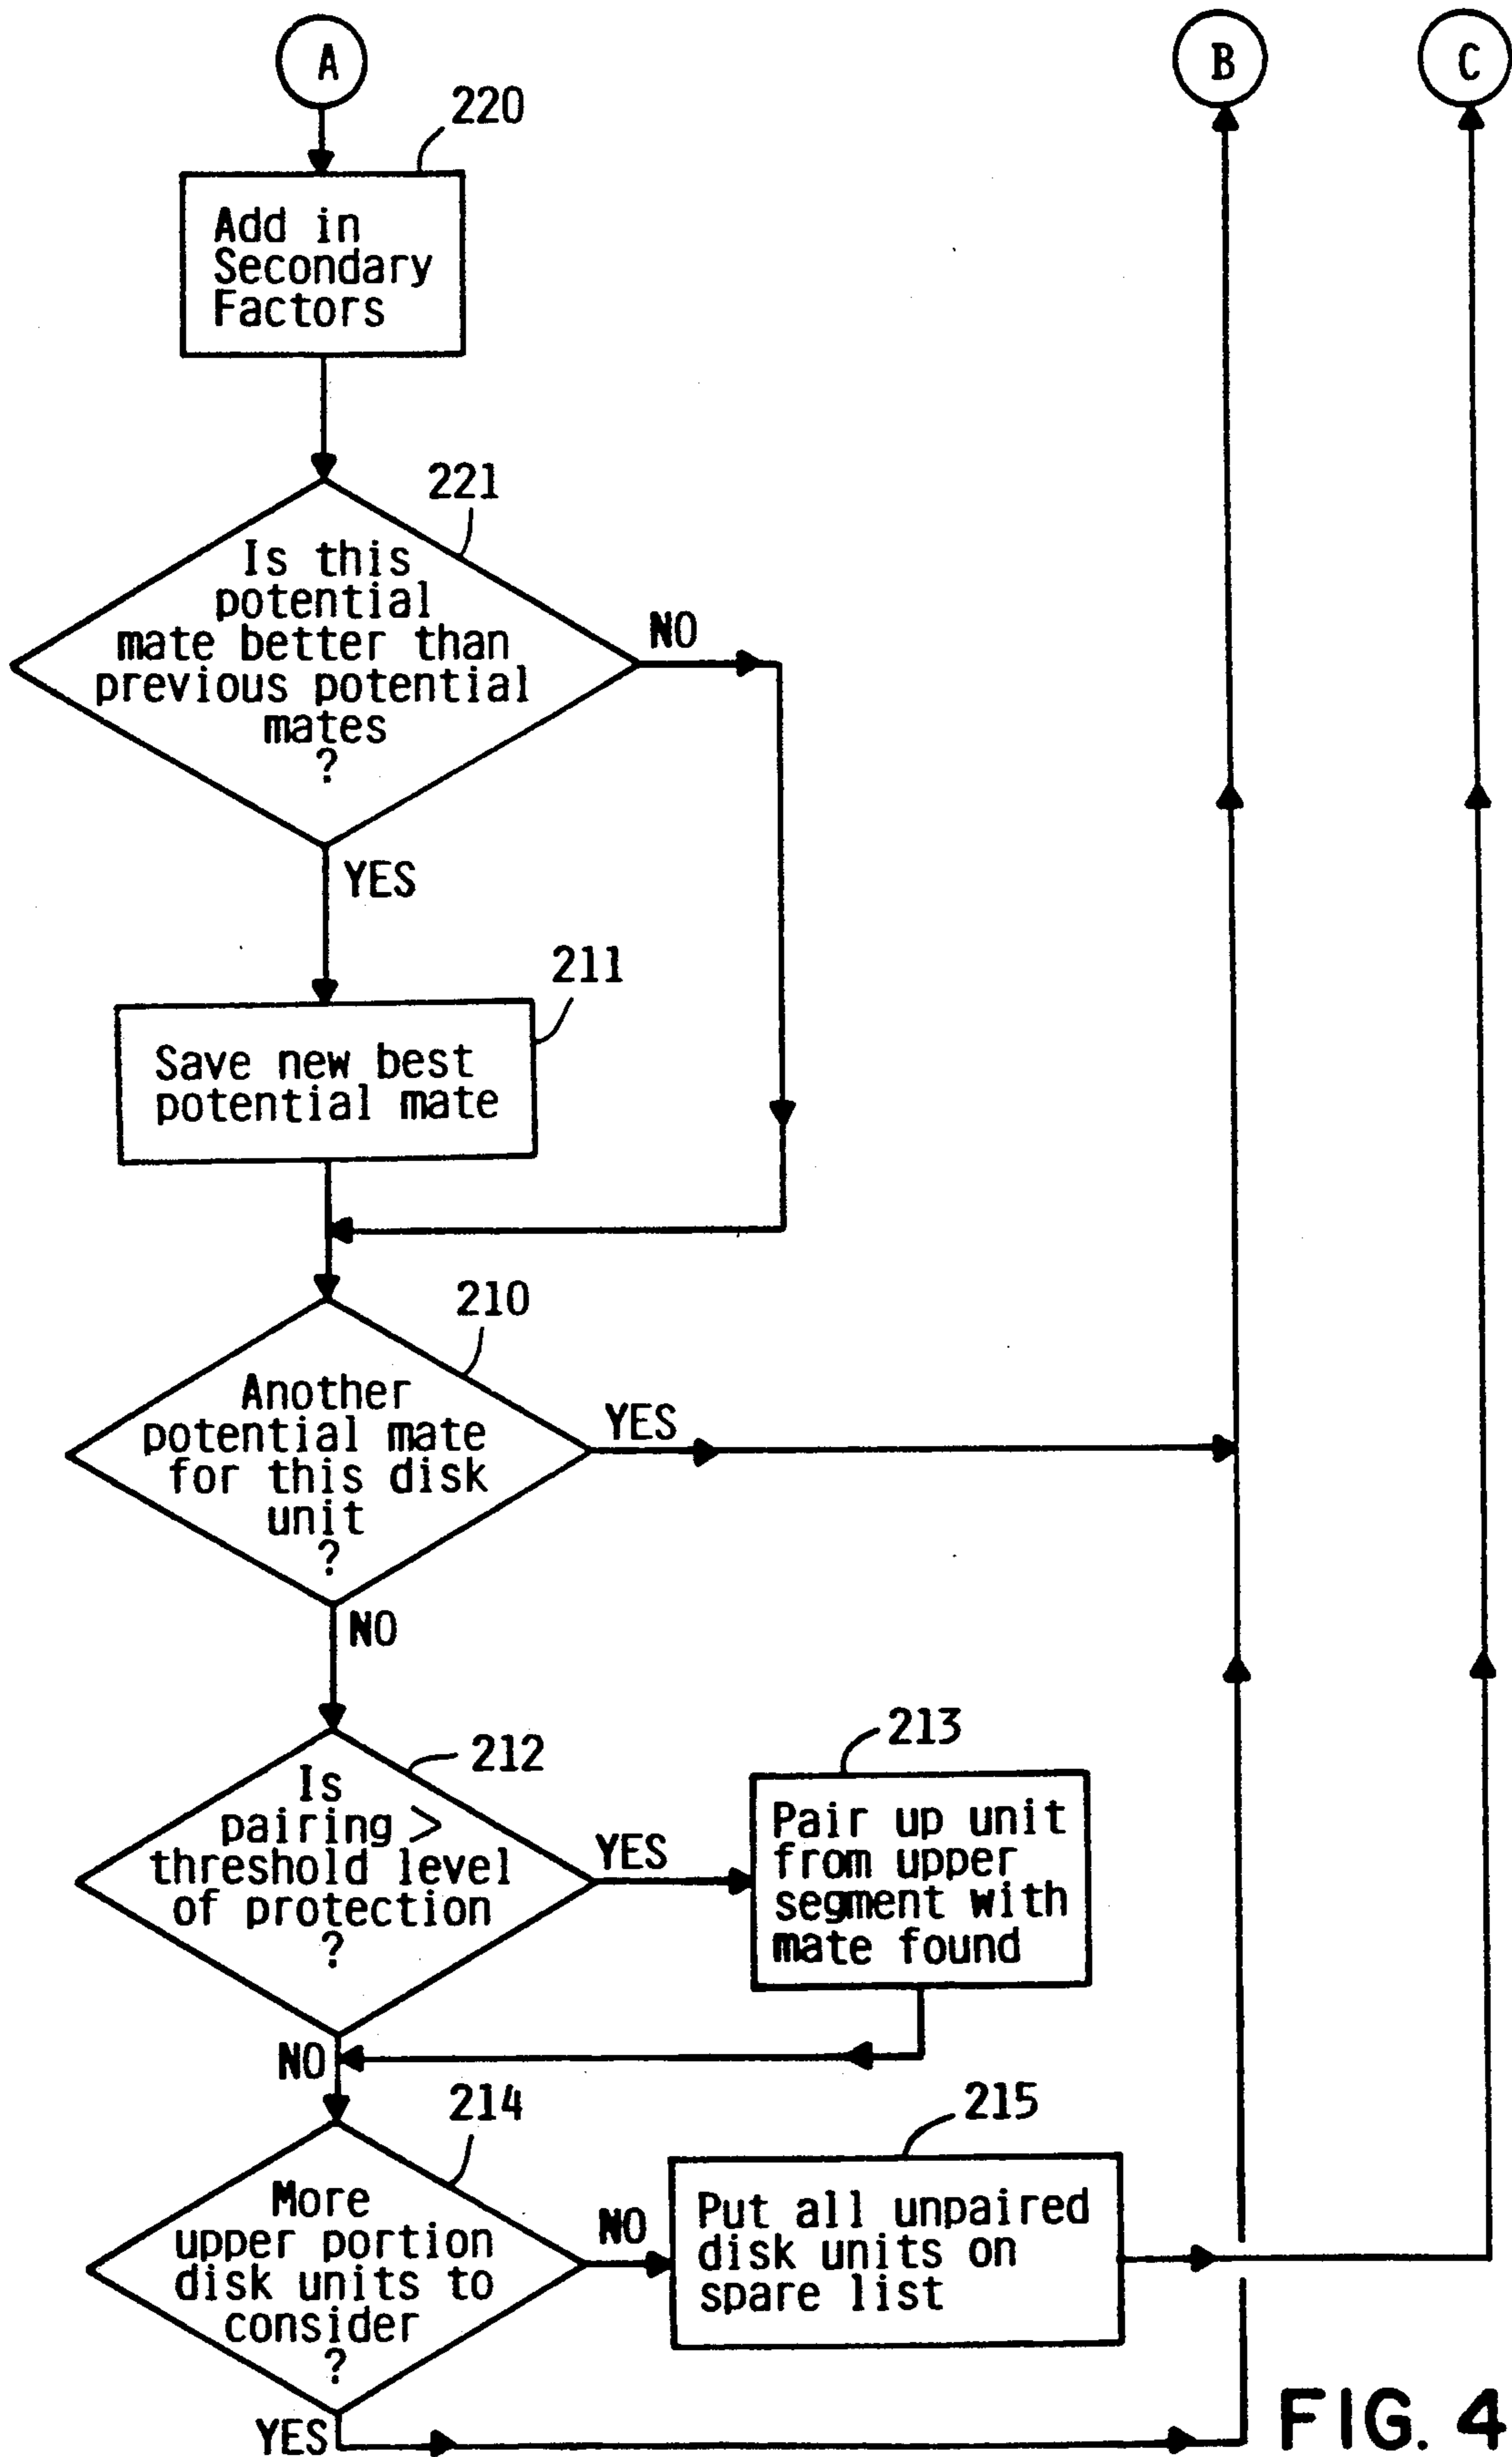 A
B
C
220
Add in
Secondary
Factors
221
Is this
potential
mate better than
previous potential
mates
?
NO
YES
211
Save new best
potential mate
210
Another
potential mate
for this disk
unit
?
YES
NO
212
Is
pairing >
threshold level
of protection
?
YES
213
Pair up unit
from upper
segment with
mate found
NO
214
More
upper portion
disk units to
consider
?
NO
215
Put all unpaired
disk units on
spare list
YES
FIG. 4